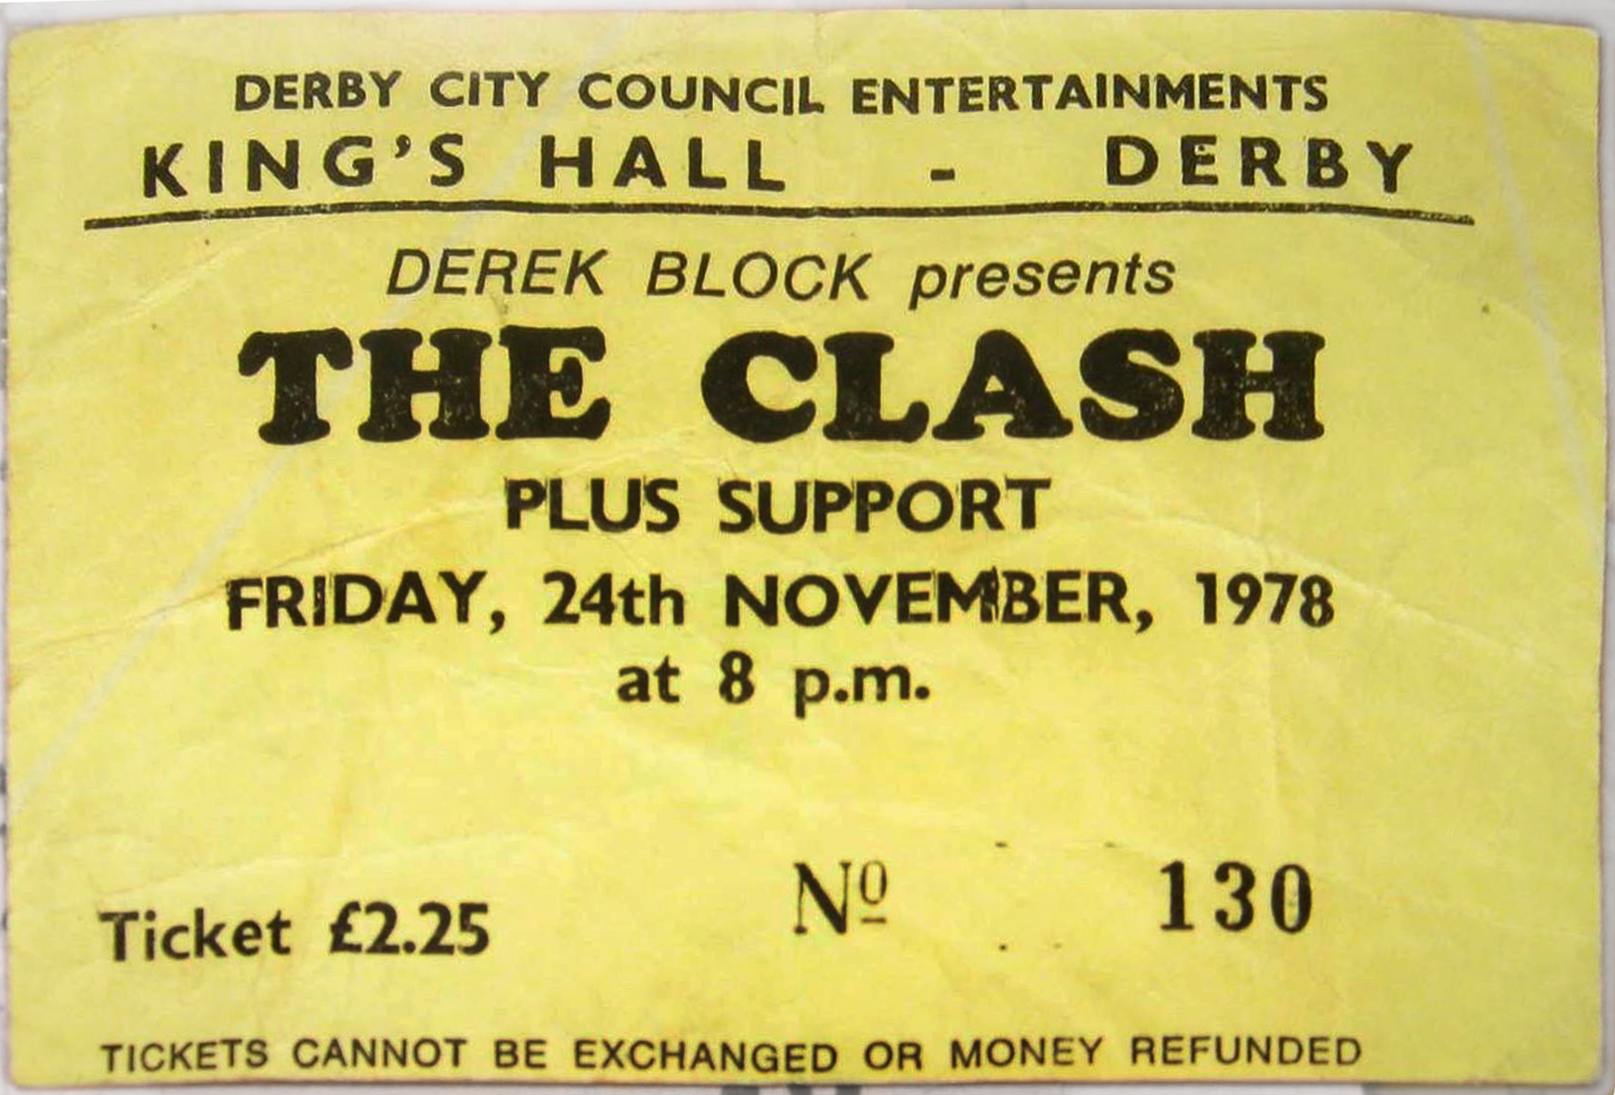 DERBY CITY COUNCIL ENTERTAINMENTS
KING'S HALL - DERBY
DEREK BLOCK presents
THE CLASH
PLUS SUPPORT
FRIDAY, 24th NOVEMBER, 1978
at 8 p.m.
Ticket £2.25 Nº 130
TICKETS CANNOT BE EXCHANGED OR MONEY REFUNDED